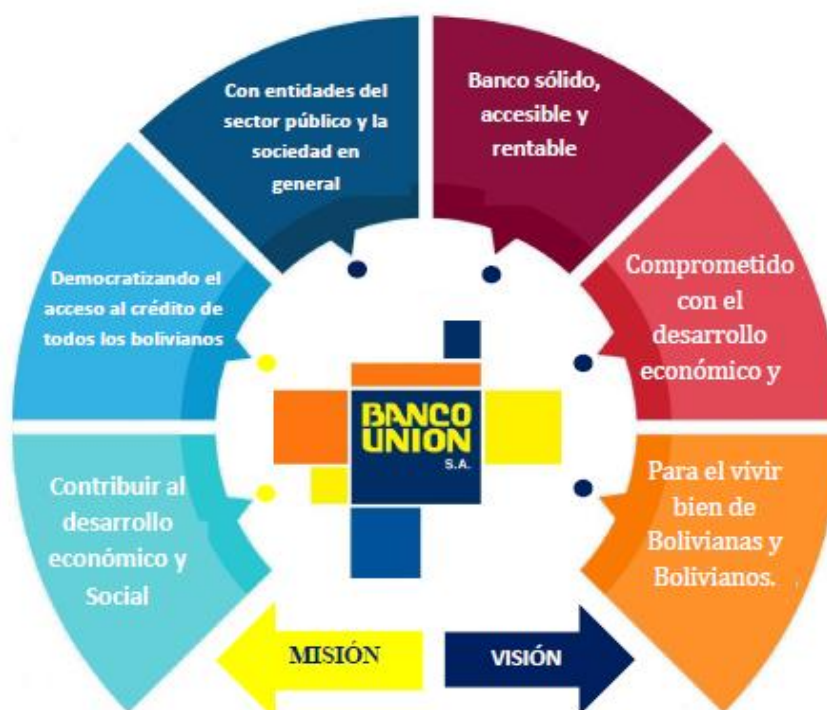 Con entidades del
sector público y la
sociedad en
general
Banco sólido,
accesible y
rentable
Democratizando el
acceso al crédito de
todos los bolivianos
Comprometido
con el
desarrollo
económico y
BANCO
UNION
S.A.
Contribuir al
desarrollo
económico y
Social
Para el vivir
bien de
Bolivianas y
Bolivianos.
MISIÓN
VISIÓN